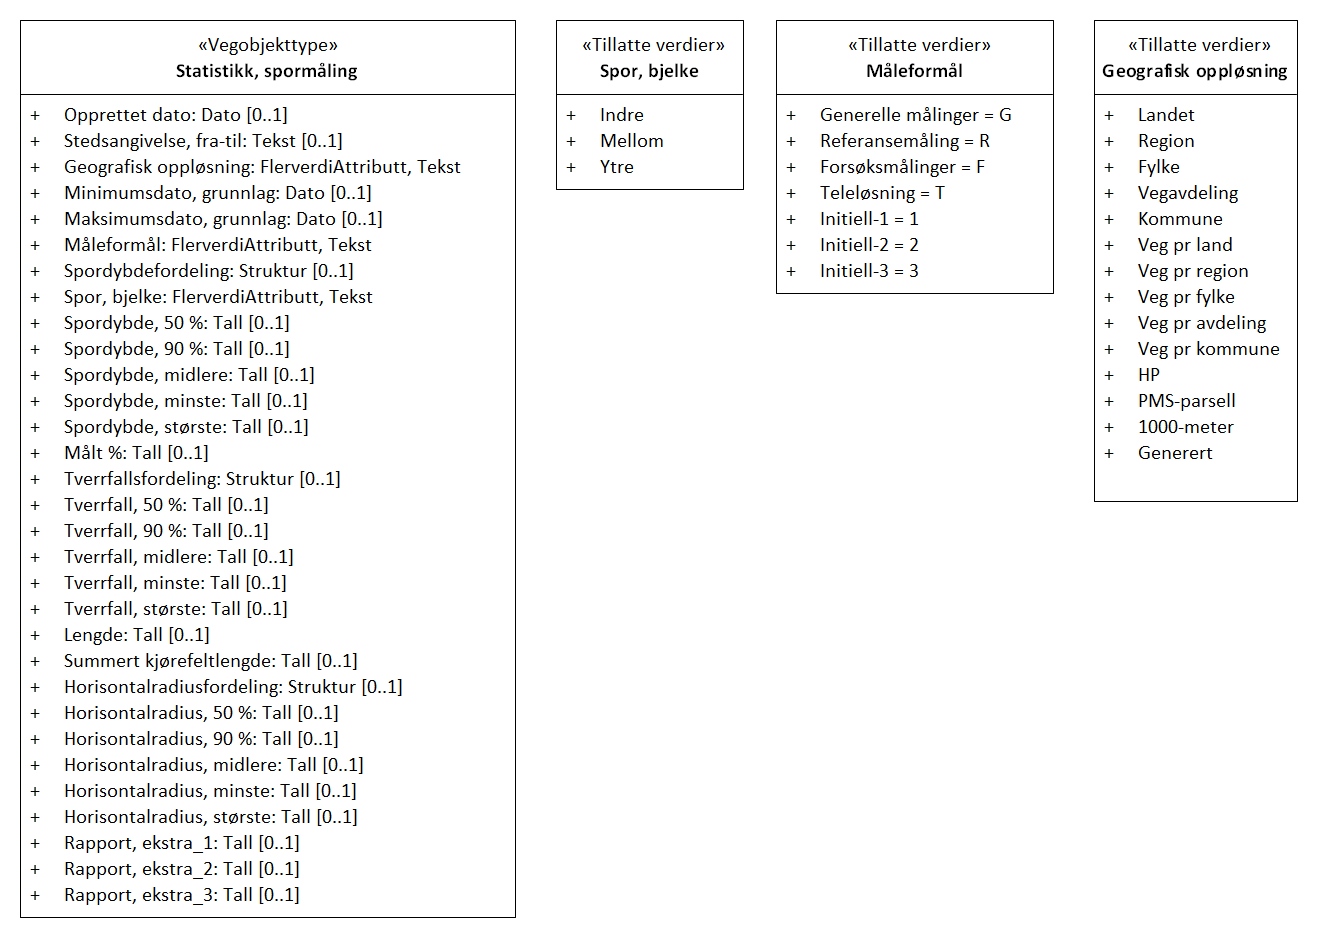 «Vegobjekttype»
Statistikk, spormåling
+ Opprettet dato: Dato [0..1]
+ Stedsangivelse, fra-til: Tekst [0..1]
+ Geografisk oppløsning: FlerverdiAttributt, Tekst
+ Minimumsdato, grunnlag: Dato [0..1]
+ Maksimumsdato, grunnlag: Dato [0..1]
+ Måleformål: FlerverdiAttributt, Tekst
+ Spordybdefordeling: Struktur [0..1]
+ Spor, bjelke: FlerverdiAttributt, Tekst
+ Spordybde, 50 %: Tall [0..1]
+ Spordybde, 90 %: Tall [0..1]
+ Spordybde, midlere: Tall [0..1]
+ Spordybde, minste: Tall [0..1]
+ Spordybde, største: Tall [0..1]
+ Målt %: Tall [0..1]
+ Tverrfallsfordeling: Struktur [0..1]
+ Tverrfall, 50 %: Tall [0..1]
+ Tverrfall, 90 %: Tall [0..1]
+ Tverrfall, midlere: Tall [0..1]
+ Tverrfall, minste: Tall [0..1]
+ Tverrfall, største: Tall [0..1]
+ Lengde: Tall [0..1]
+ Summert kjørefeltlengde: Tall [0..1]
+ Horisontalradiusfordeling: Struktur [0..1]
+ Horisontalradius, 50 %: Tall [0..1]
+ Horisontalradius, 90 %: Tall [0..1]
+ Horisontalradius, midlere: Tall [0..1]
+ Horisontalradius, minste: Tall [0..1]
+ Horisontalradius, største: Tall [0..1]
+ Rapport, ekstra_1: Tall [0..1]
+ Rapport, ekstra_2: Tall [0..1]
+ Rapport, ekstra_3: Tall [0..1]
«Tillatte verdier»
Spor, bjelke
+ Indre
+ Mellom
+ Ytre
«Tillatte verdier»
Måleformål
+ Generelle målinger = G
+ Referansemåling = R
+ Forsøksmålinger = F
+ Teleløsning = T
+ Initiell-1 = 1
+ Initiell-2 = 2
+ Initiell-3 = 3
«Tillatte verdier»
Geografisk oppløsning
+ Landet
+ Region
+ Fylke
+ Vegavdeling
+ Kommune
+ Veg pr land
+ Veg pr region
+ Veg pr fylke
+ Veg pr avdeling
+ Veg pr kommune
+ HP
+ PMS-parsell
+ 1000-meter
+ Generert